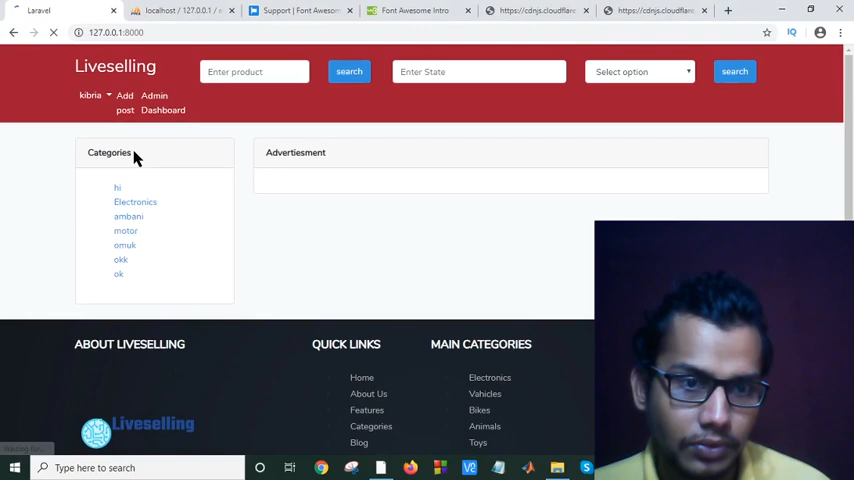 Laravel
localhost / 127.0.0.1 / e
Support | Font Awesom
Font Awesome Intro
https://cdnjs.cloudflare
https://cdnjs.cloudflare
127.0.0.1:8000
Liveselling
Enter product
search
Enter State
Select option
search
kibria
Add post
Admin Dashboard
Categories
Advertiesment
hi
Electronics
ambani
motor
omuk
okk
ok
ABOUT LIVESELLING
QUICK LINKS
MAIN CATEGORIES
Home
Electronics
About Us
Vahicles
Features
Bikes
Liveselling
Categories
Animals
Blog
Toys
Type here to search